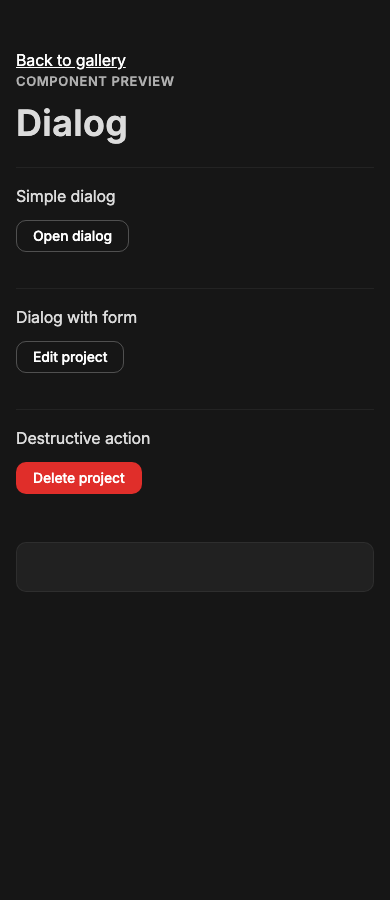 Back to gallery
COMPONENT PREVIEW
Dialog
Simple dialog
Open dialog
Dialog with form
Edit project
Destructive action
Delete project